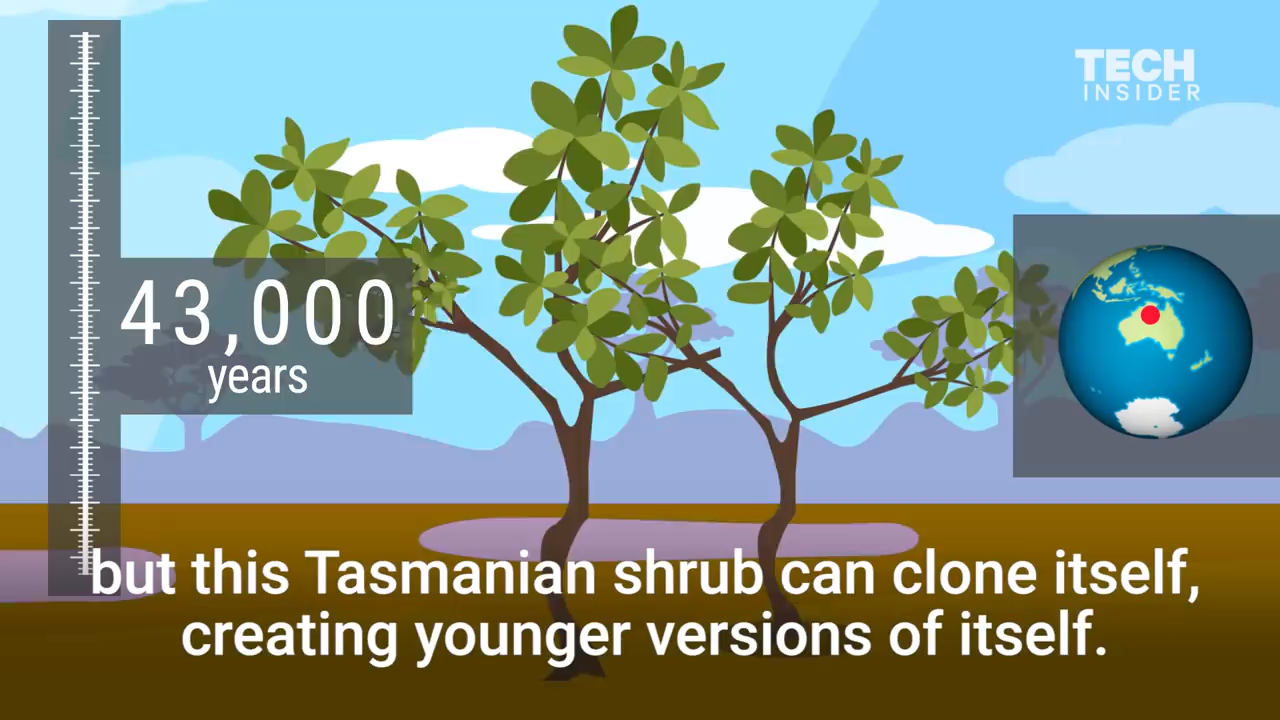 TECH
INSIDER
43,000
years
but this Tasmanian shrub can clone itself,
creating younger versions of itself.